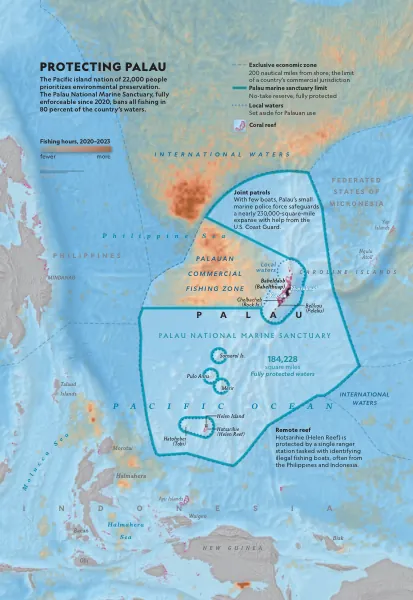 PROTECTING PALAU
The Pacific island nation of 22,000 people
prioritizes environmental preservation.
The Palau National Marine Sanctuary, fully
enforceable since 2020, bans all fishing in
80 percent of the country's waters.
Exclusive economic zone
200 nautical miles from shore; the limit
of a country's commercial jurisdiction
Palau marine sanctuary limit
No-take reserve, fully protected
Local waters
Set aside for Palauan use
Coral reef
Fishing hours, 2020–2023
fewer
more
INTERNATIONAL WATERS
Joint patrols
With few boats, Palau's small
marine police force safeguards
a nearly 230,000-square-mile
expanse with help from the
U.S. Coast Guard.
FEDERATED
STATES OF
MICRONESIA
Philippine Sea
PHILIPPINES
MINDANAO
PALAUAN
COMMERCIAL
FISHING ZONE
Local
waters
Babeldaob
(Babelthuap)
CAROLINE ISLANDS
Beliliou
(Peleliu)
PALAU
PALAU NATIONAL MARINE SANCTUARY
Sonsorol Is.
184,228
square miles
Fully protected waters
Pulo Anna
Merir
Talaud
Islands
INTERNATIONAL
WATERS
PACIFIC OCEAN
Helen Island
Hotsarihie
(Helen Reef)
Hatohobei
(Tobi)
Remote reef
Hotsarihie (Helen Reef) is
protected by a single ranger
station tasked with identifying
illegal fishing boats, often from
the Philippines and Indonesia.
Molucca Sea
Morotai
Halmahera
INDONESIA
Halmahera
Sea
Waigeo
Biak
Obi
NEW GUINEA